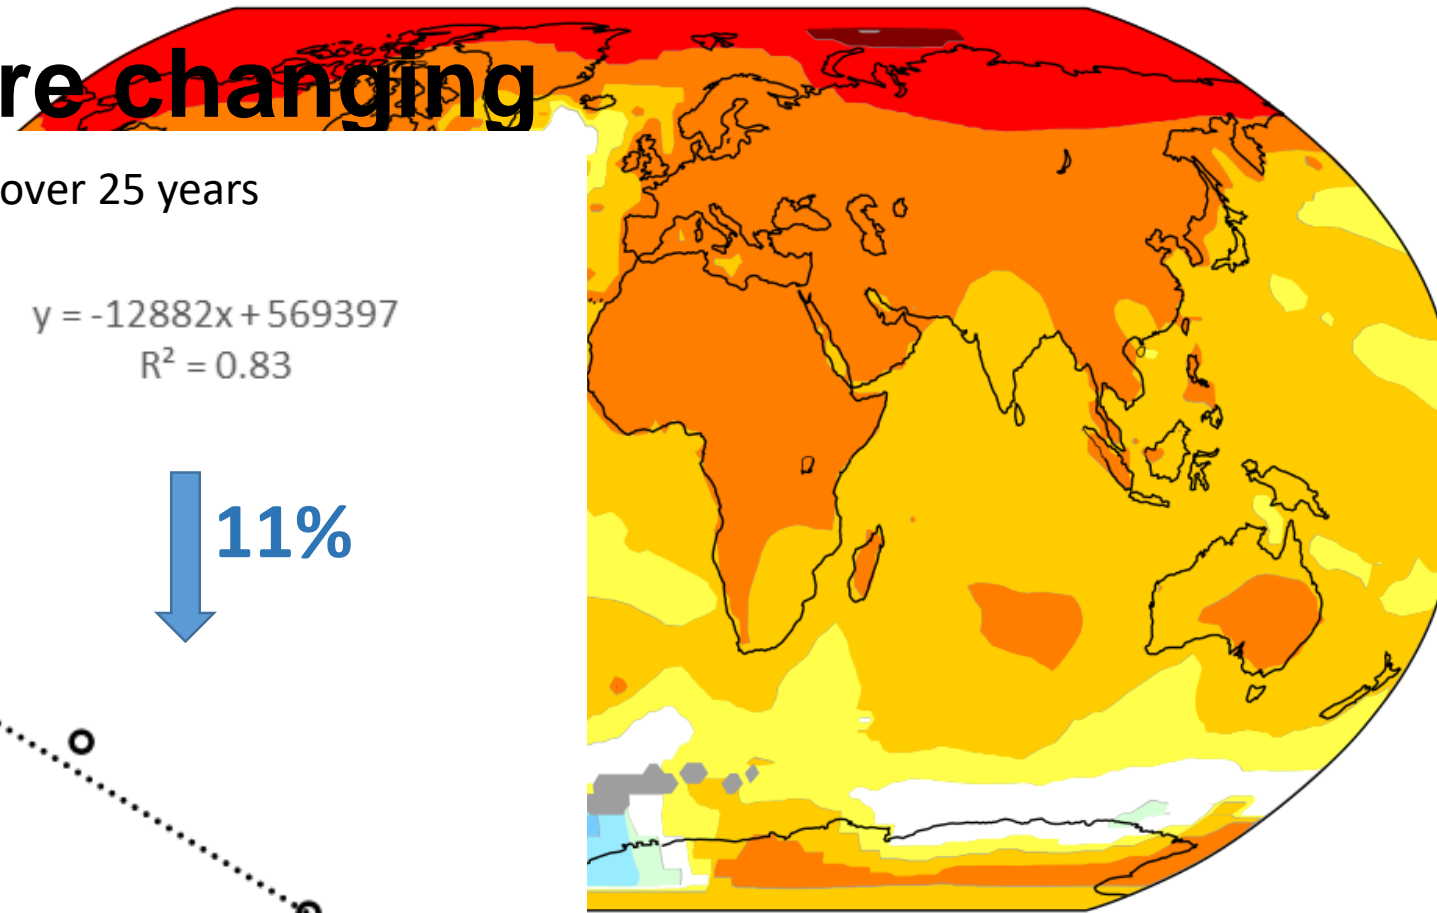 re changing
over 25 years
y = -12882x + 569397
R² = 0.83
11%